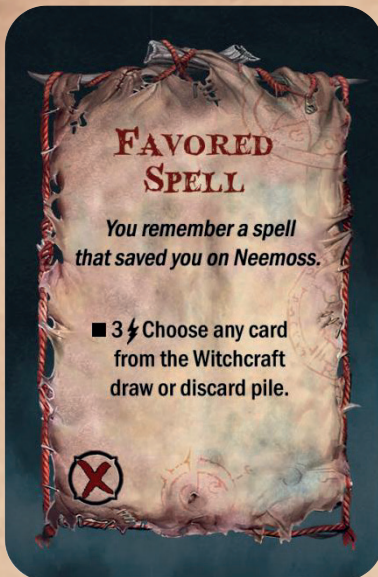 FAVORED
SPELL
You remember a spell
that saved you on Neemoss.
■ 3⚡Choose any card
from the Witchcraft
draw or discard pile.